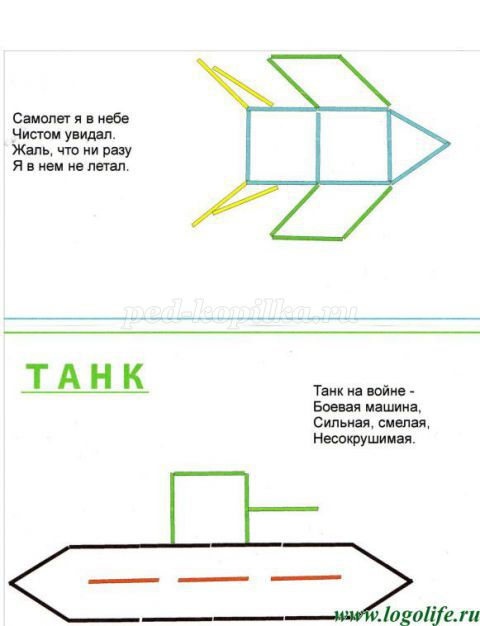 Самолет я в небе
Чистом увидал.
Жаль, что ни разу
Я в нем не летал.
ped-kopilka.ru
ТАНК
Танк на войне -
Боевая машина,
Сильная, смелая,
Несокрушимая.
www.logolife.ru